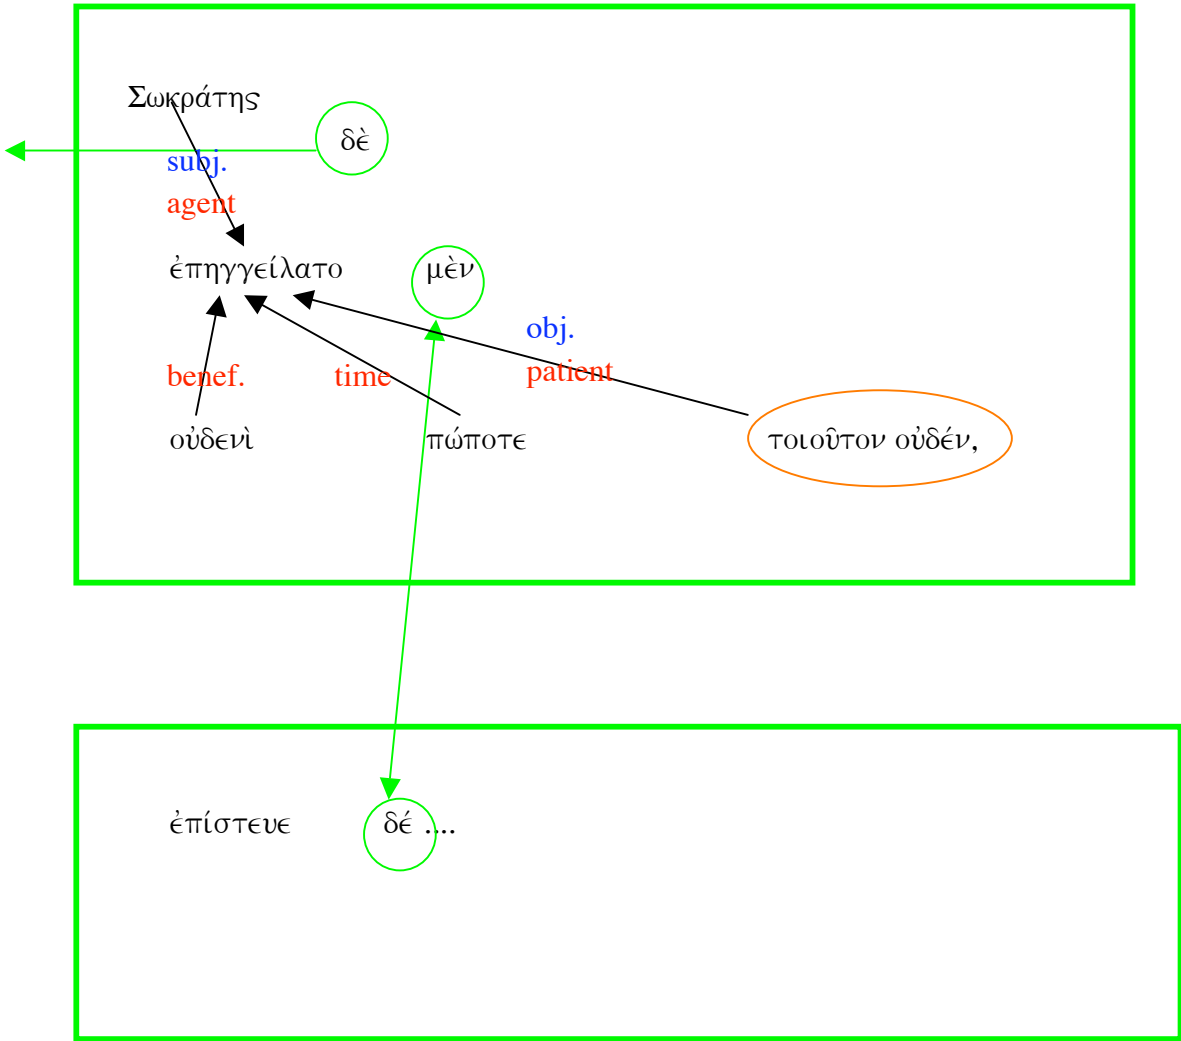 Σωκράτης
δὲ
subj.
agent
ἐπηγγείλατο μὲν
obj.
patient
benef. time
οὐδενὶ πώποτε τοιοῦτον οὐδέν,
ἐπίστευε δέ ....